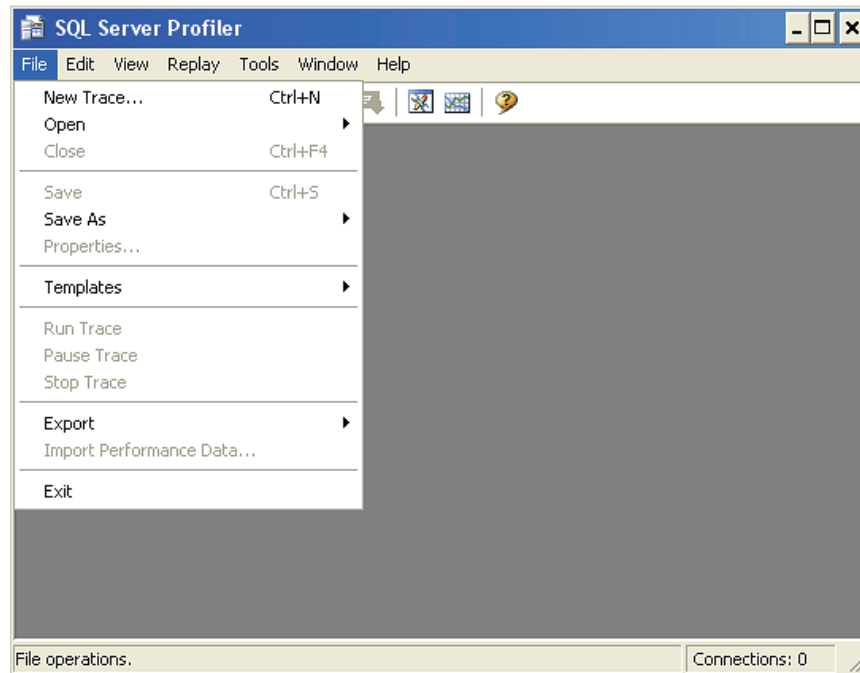 SQL Server Profiler
File Edit View Replay Tools Window Help
New Trace... Ctrl+N
Open
Close Ctrl+F4
Save Ctrl+S
Save As
Properties...
Templates
Run Trace
Pause Trace
Stop Trace
Export
Import Performance Data...
Exit
File operations. Connections: 0